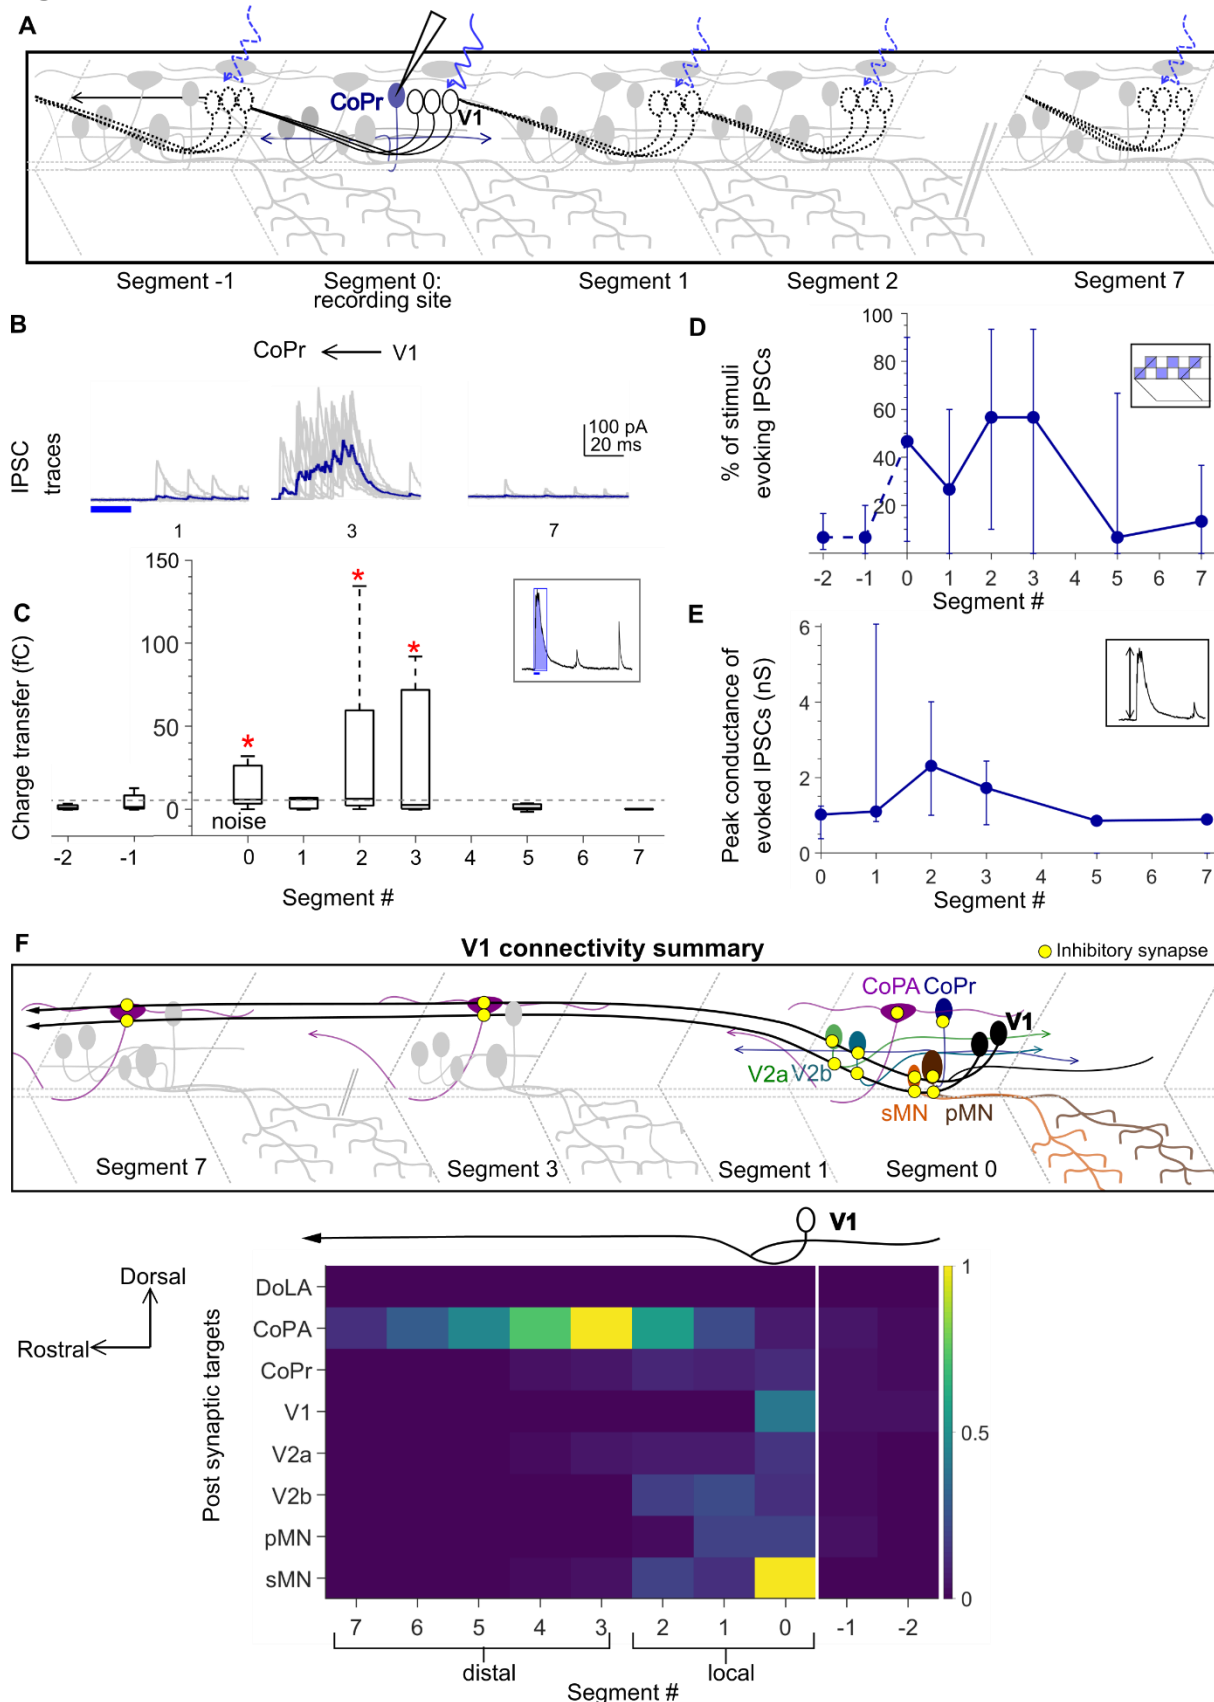 A
CoPr
V1
Segment -1
Segment 0:
recording site
Segment 1
Segment 2
Segment 7
B
CoPr
V1
IPSC
traces
100 pA
20 ms
1
3
7
C
Charge transfer (fC)
150
100
50
0
*
*
*
noise
-2
-1
0
1
2
3
4
5
6
7
Segment #
D
% of stimuli
evoking IPSCs
100
80
60
40
20
-2
-1
0
1
2
3
4
5
6
7
Segment #
E
Peak conductance of
evoked IPSCs (nS)
6
4
2
0
0
1
2
3
4
5
6
7
Segment #
F
V1 connectivity summary
Inhibitory synapse
CoPA
CoPr
V1
V2a
V2b
sMN
pMN
Segment 7
Segment 3
Segment 1
Segment 0
V1
Dorsal
Rostral
Post synaptic targets
DoLA
CoPA
CoPr
V1
V2a
V2b
pMN
sMN
1
0.5
0
7
6
5
4
3
2
1
0
-1
-2
distal
local
Segment #